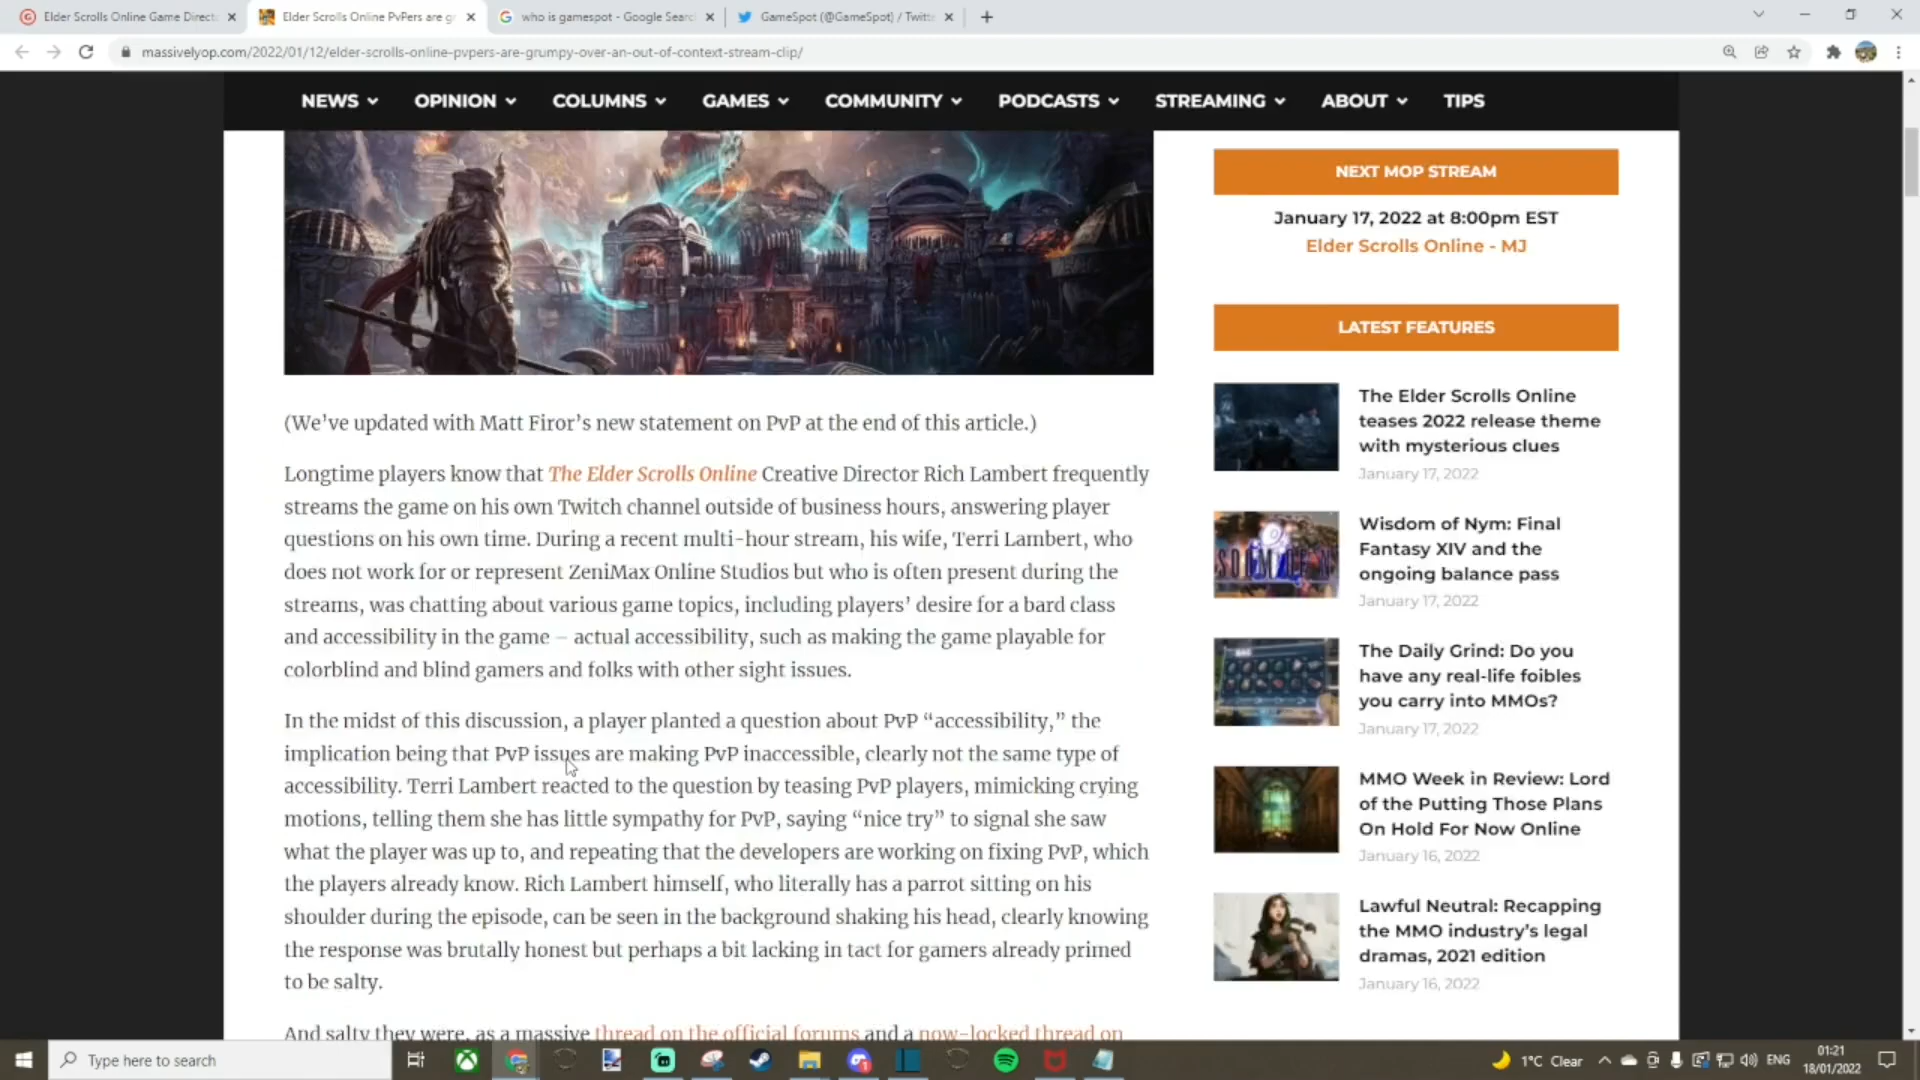 Elder Scrolls Online Game Direct
Elder Scrolls Online PvPers are gr
who is gamespot - Google Searc
GameSpot (@GameSpot) / Twitt
massivelyop.com/2022/01/12/elder-scrolls-online-pvpers-are-grumpy-over-an-out-of-context-stream-clip/
NEWS OPINION COLUMNS GAMES COMMUNITY PODCASTS STREAMING ABOUT TIPS
(We’ve updated with Matt Firor’s new statement on PvP at the end of this article.)
Longtime players know that The Elder Scrolls Online Creative Director Rich Lambert frequently
streams the game on his own Twitch channel outside of business hours, answering player
questions on his own time. During a recent multi-hour stream, his wife, Terri Lambert, who
does not work for or represent ZeniMax Online Studios but who is often present during the
streams, was chatting about various game topics, including players’ desire for a bard class
and accessibility in the game – actual accessibility, such as making the game playable for
colorblind and blind gamers and folks with other sight issues.
In the midst of this discussion, a player planted a question about PvP “accessibility,” the
implication being that PvP issues are making PvP inaccessible, clearly not the same type of
accessibility. Terri Lambert reacted to the question by teasing PvP players, mimicking crying
motions, telling them she has little sympathy for PvP, saying “nice try” to signal she saw
what the player was up to, and repeating that the developers are working on fixing PvP, which
the players already know. Rich Lambert himself, who literally has a parrot sitting on his
shoulder during the episode, can be seen in the background shaking his head, clearly knowing
the response was brutally honest but perhaps a bit lacking in tact for gamers already primed
to be salty.
And salty they were, as a massive thread on the official forums and a now-locked thread on
NEXT MOP STREAM
January 17, 2022 at 8:00pm EST
Elder Scrolls Online - MJ
LATEST FEATURES
The Elder Scrolls Online
teases 2022 release theme
with mysterious clues
January 17, 2022
Wisdom of Nym: Final
Fantasy XIV and the
ongoing balance pass
January 17, 2022
The Daily Grind: Do you
have any real-life foibles
you carry into MMOs?
January 17, 2022
MMO Week in Review: Lord
of the Putting Those Plans
On Hold For Now Online
January 16, 2022
Lawful Neutral: Recapping
the MMO industry’s legal
dramas, 2021 edition
January 16, 2022
Type here to search
1°C Clear
ENG
01:21
18/01/2022